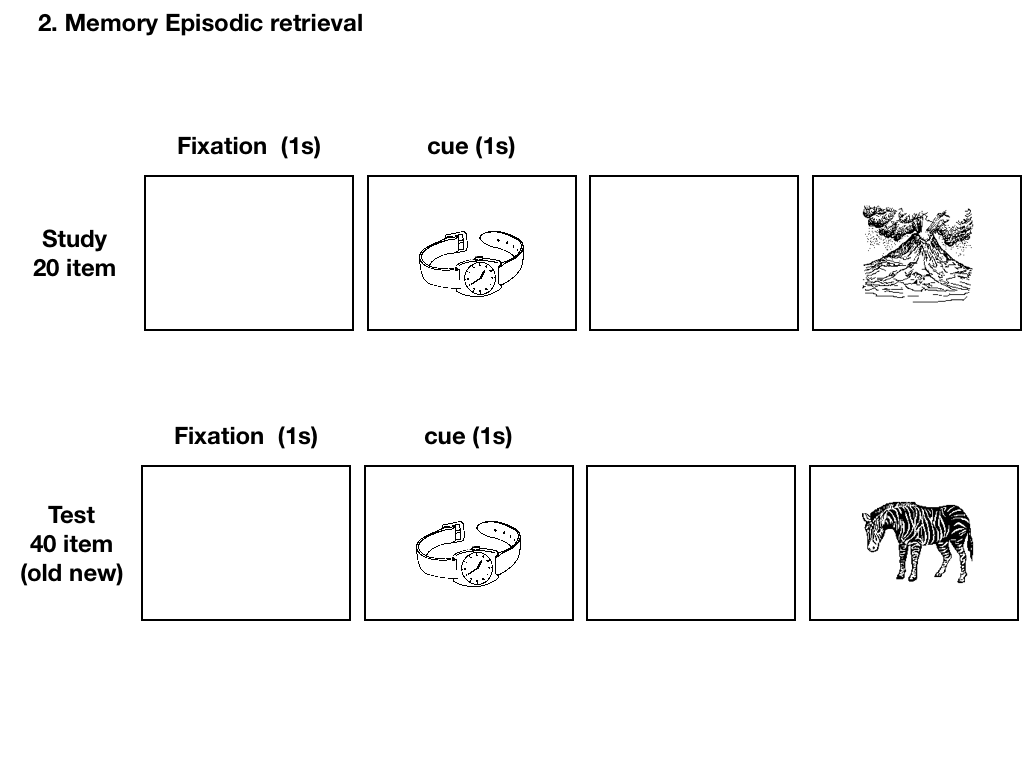 2. Memory Episodic retrieval
Fixation (1s)
cue (1s)
Study
20 item
Fixation (1s)
cue (1s)
Test
40 item
(old new)